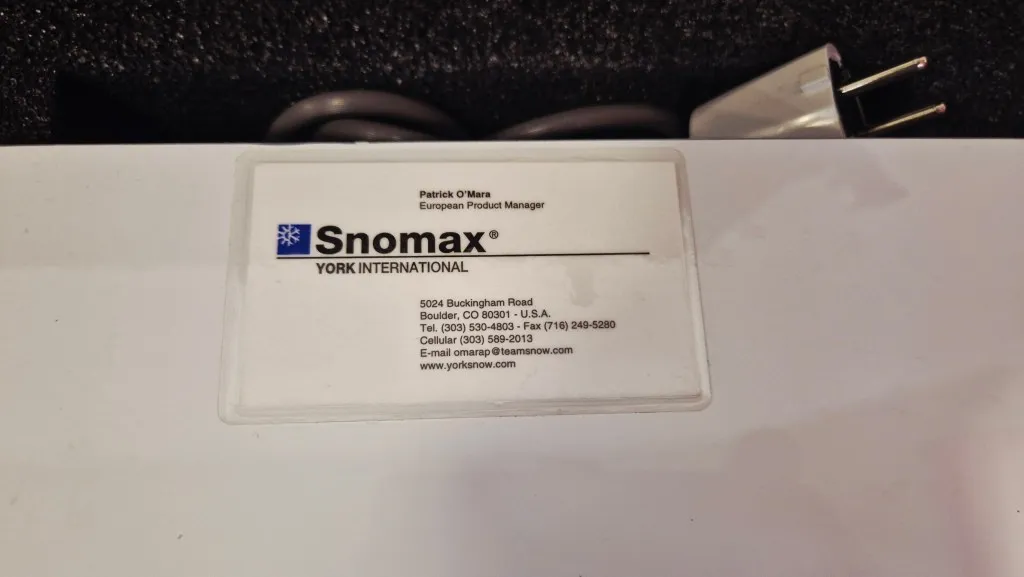 Patrick O'Mara
European Product Manager
Snomax®
YORK INTERNATIONAL
5024 Buckingham Road
Boulder, CO 80301 - U.S.A.
Tel. (303) 530-4803 - Fax (716) 249-5280
Cellular (303) 589-2013
E-mail omarap@teamsnow.com
www.yorksnow.com